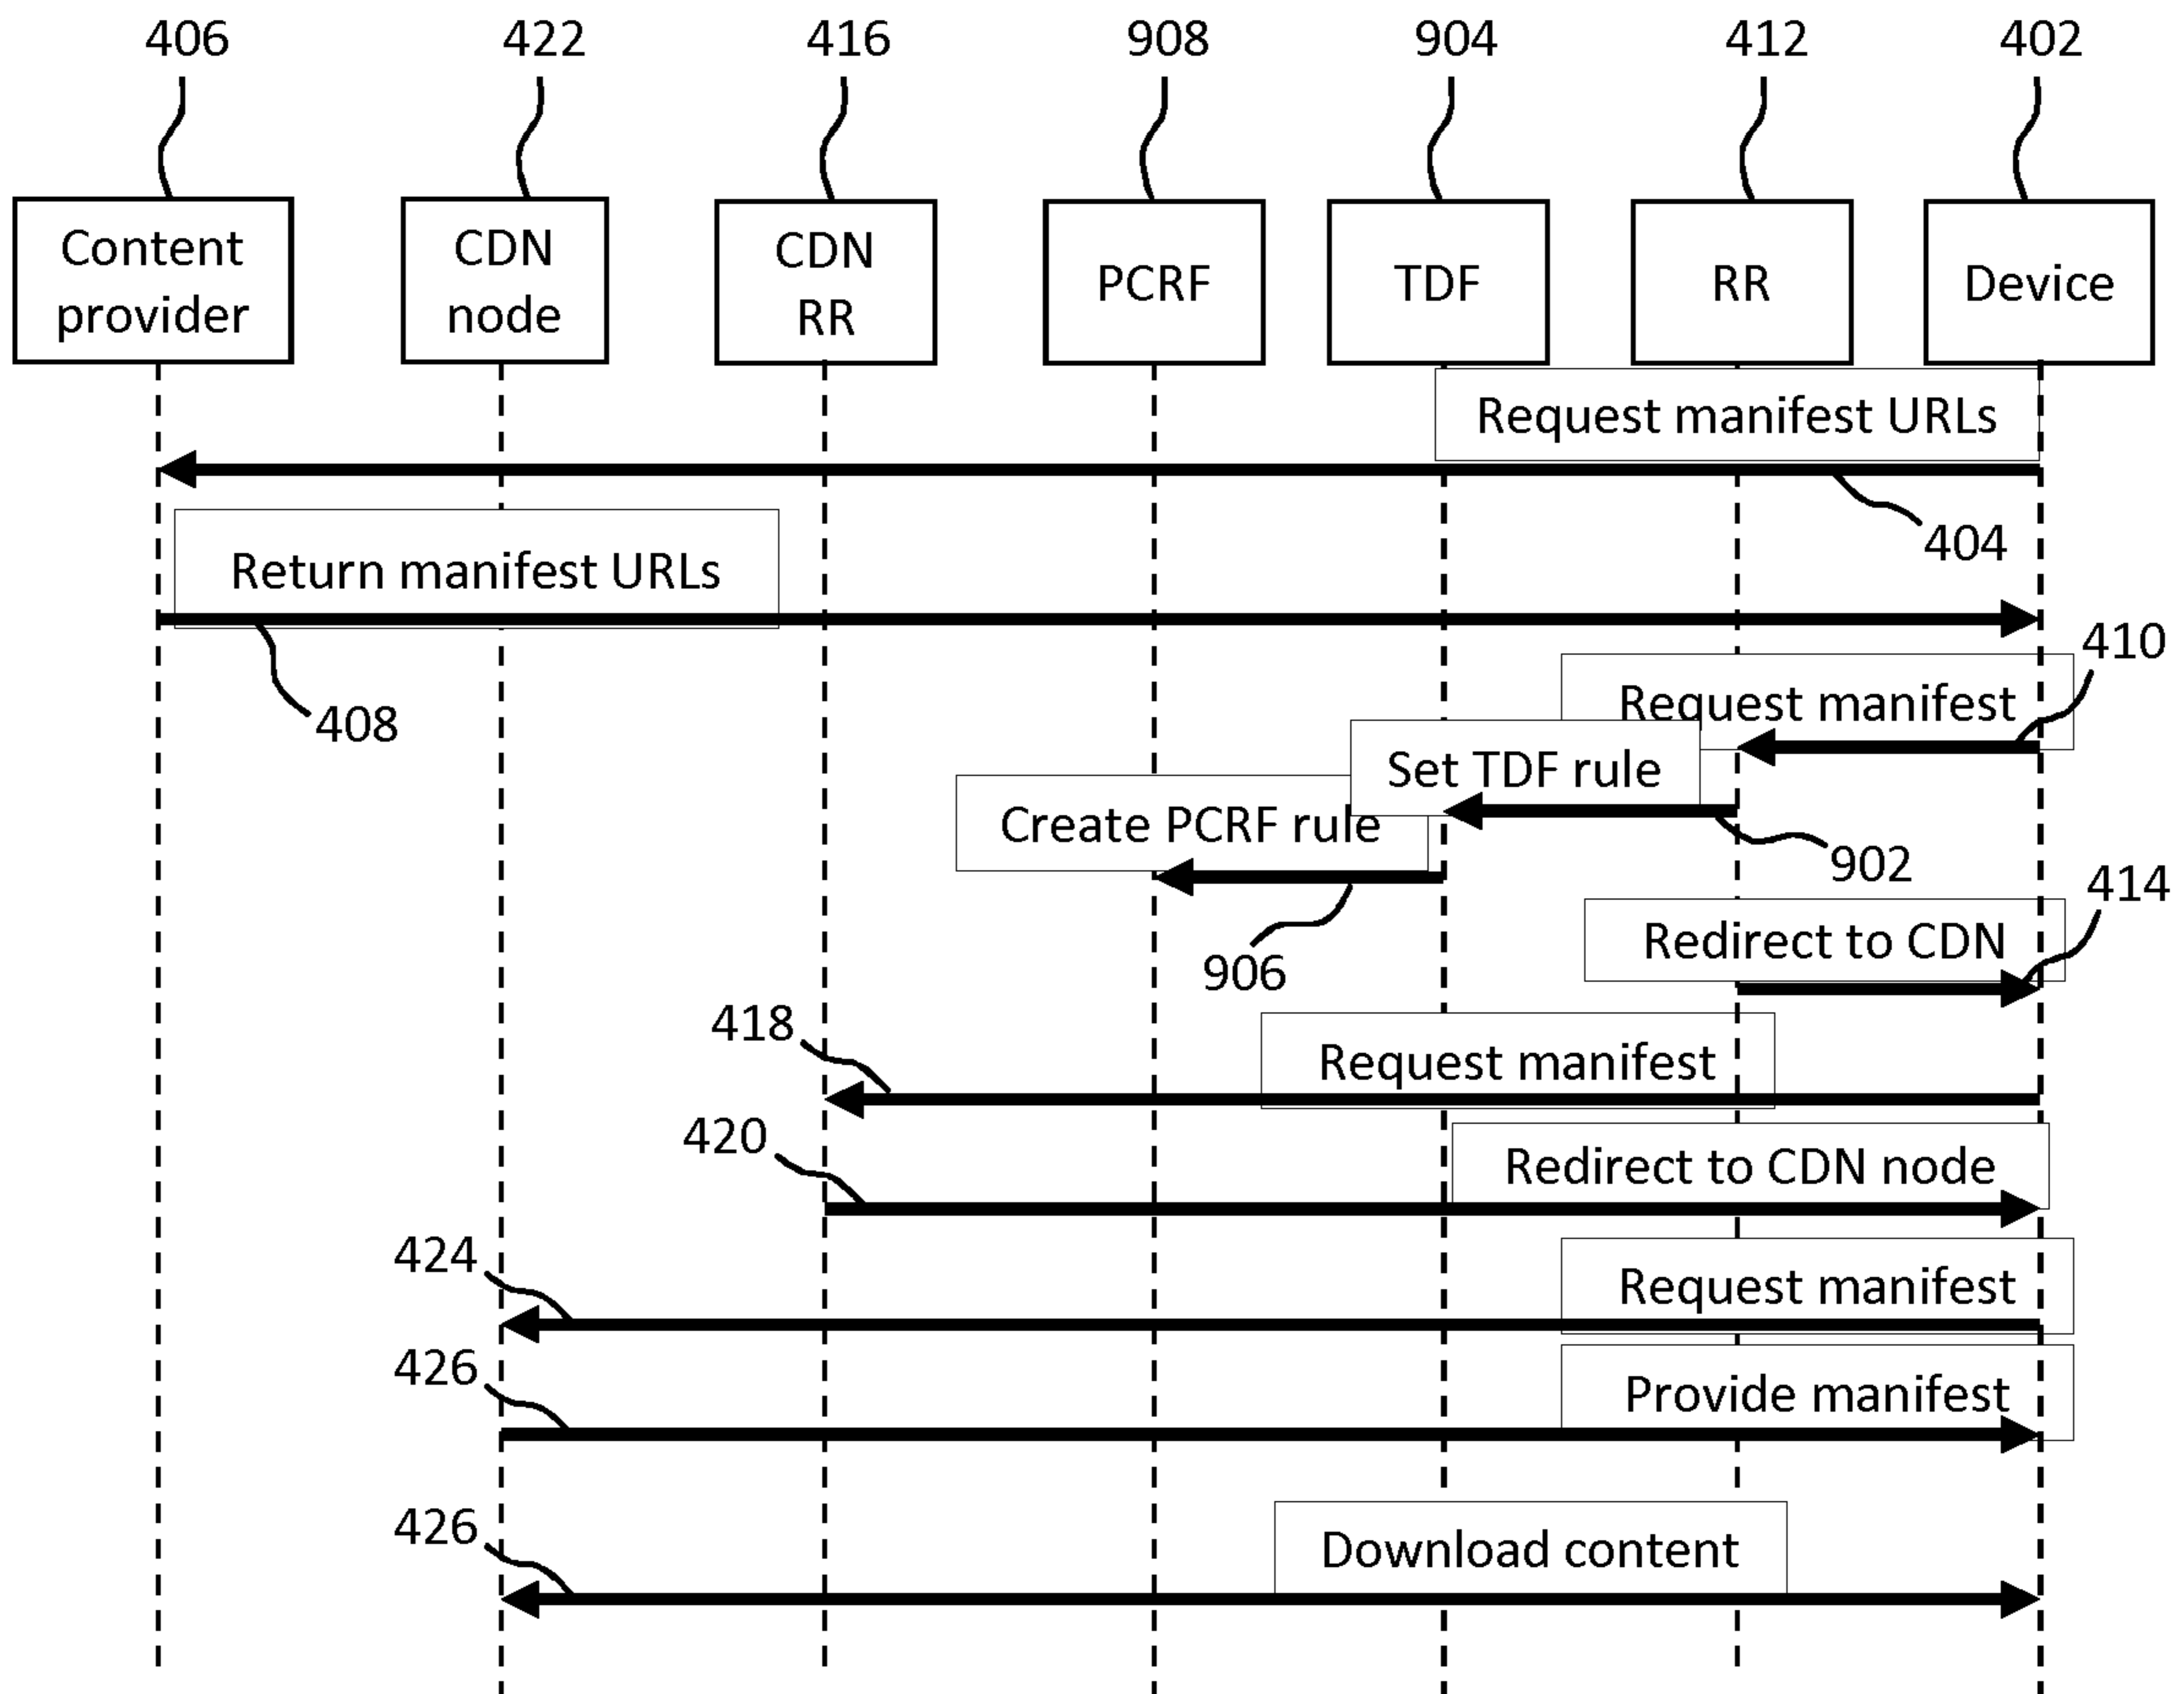 406
422
416
908
904
412
402
Content
provider
CDN
node
CDN
RR
PCRF
TDF
RR
Device
Request manifest URLs
404
Return manifest URLs
408
410
Request manifest
Set TDF rule
Create PCRF rule
902
906
414
Redirect to CDN
418
Request manifest
420
Redirect to CDN node
424
Request manifest
426
Provide manifest
426
Download content